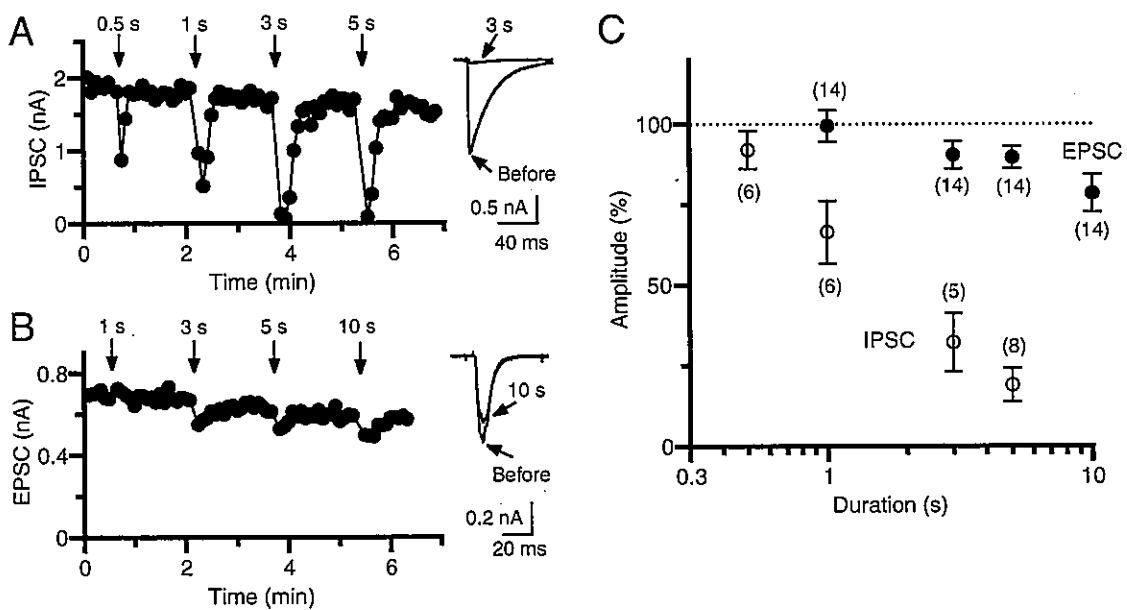 A
0.5 s 1 s 3 s 5 s
3 s
2
1
0
IPSC (nA)
Before
0.5 nA
40 ms
0 2 4 6
Time (min)
B
1 s 3 s 5 s 10 s
0.8
0.4
0
EPSC (nA)
10 s
Before
0.2 nA
20 ms
0 2 4 6
Time (min)
C
(14)
100
EPSC
(6)
(14) (14)
(14)
Amplitude (%)
(6)
50
(5)
IPSC
(8)
0
0.3 1 10
Duration (s)